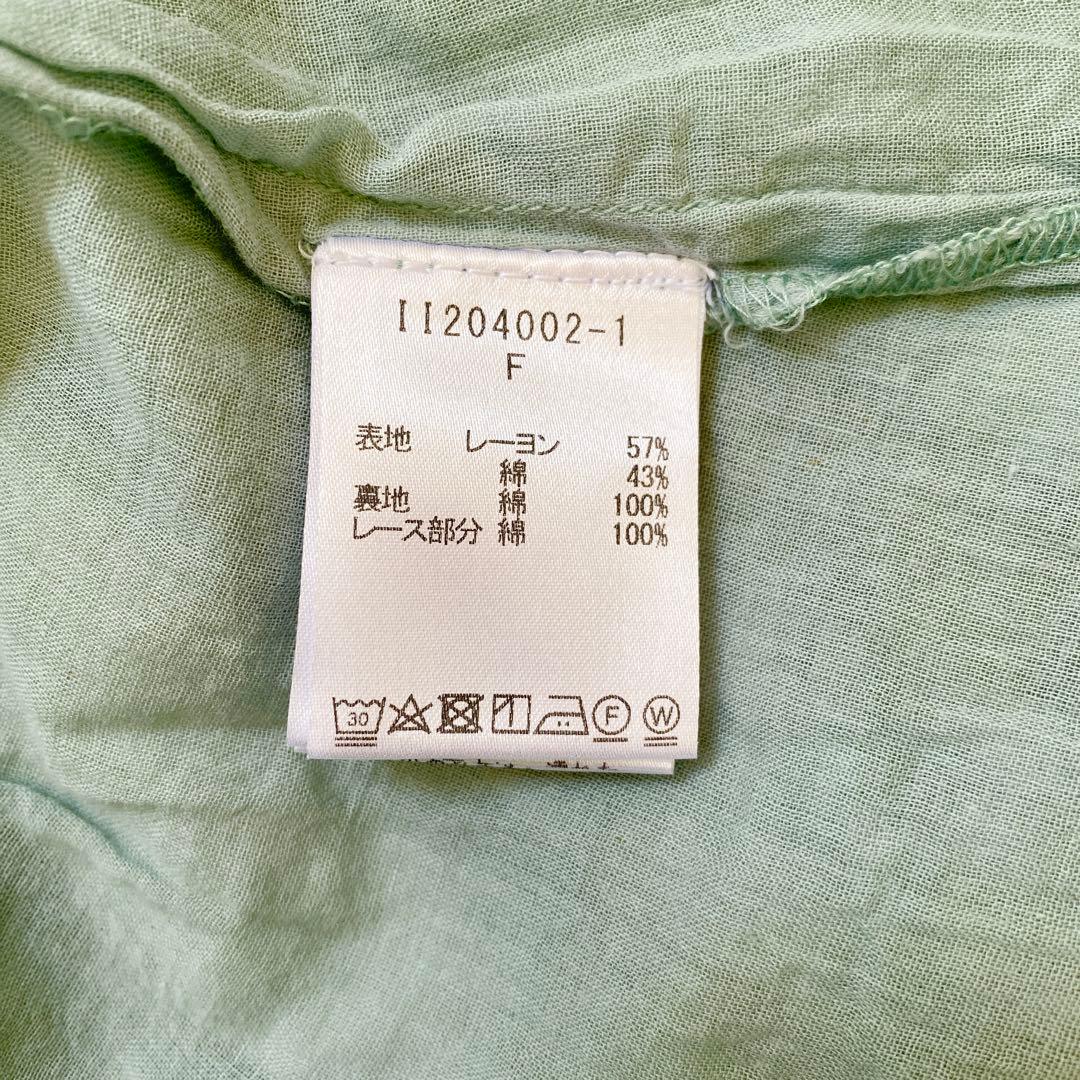 II204002-1
F
表地 レーヨン 57%
綿 43%
裏地 綿 100%
レース部分 綿 100%
30 F W